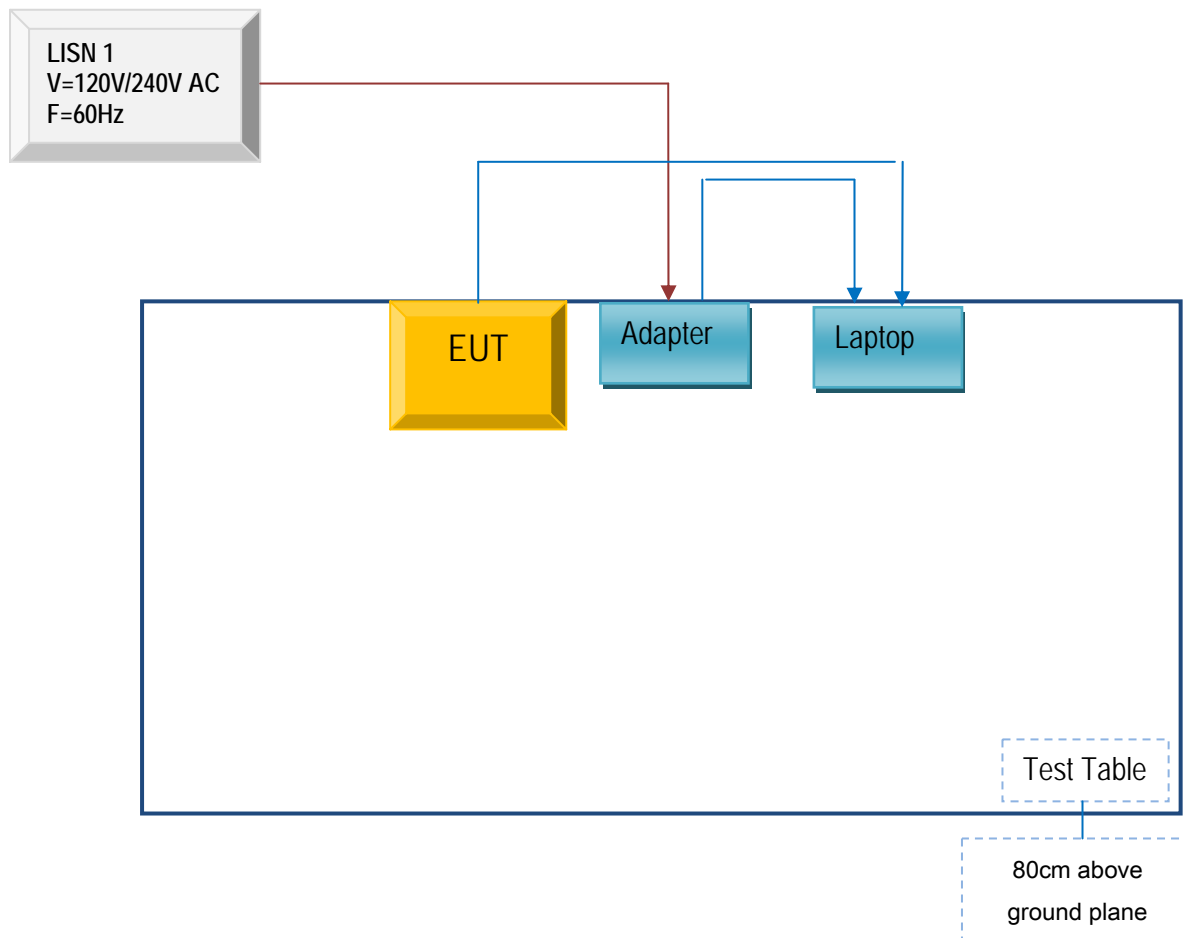 LISN 1
V=120V/240V AC
F=60Hz
EUT
Adapter
Laptop
Test Table
80cm above
ground plane